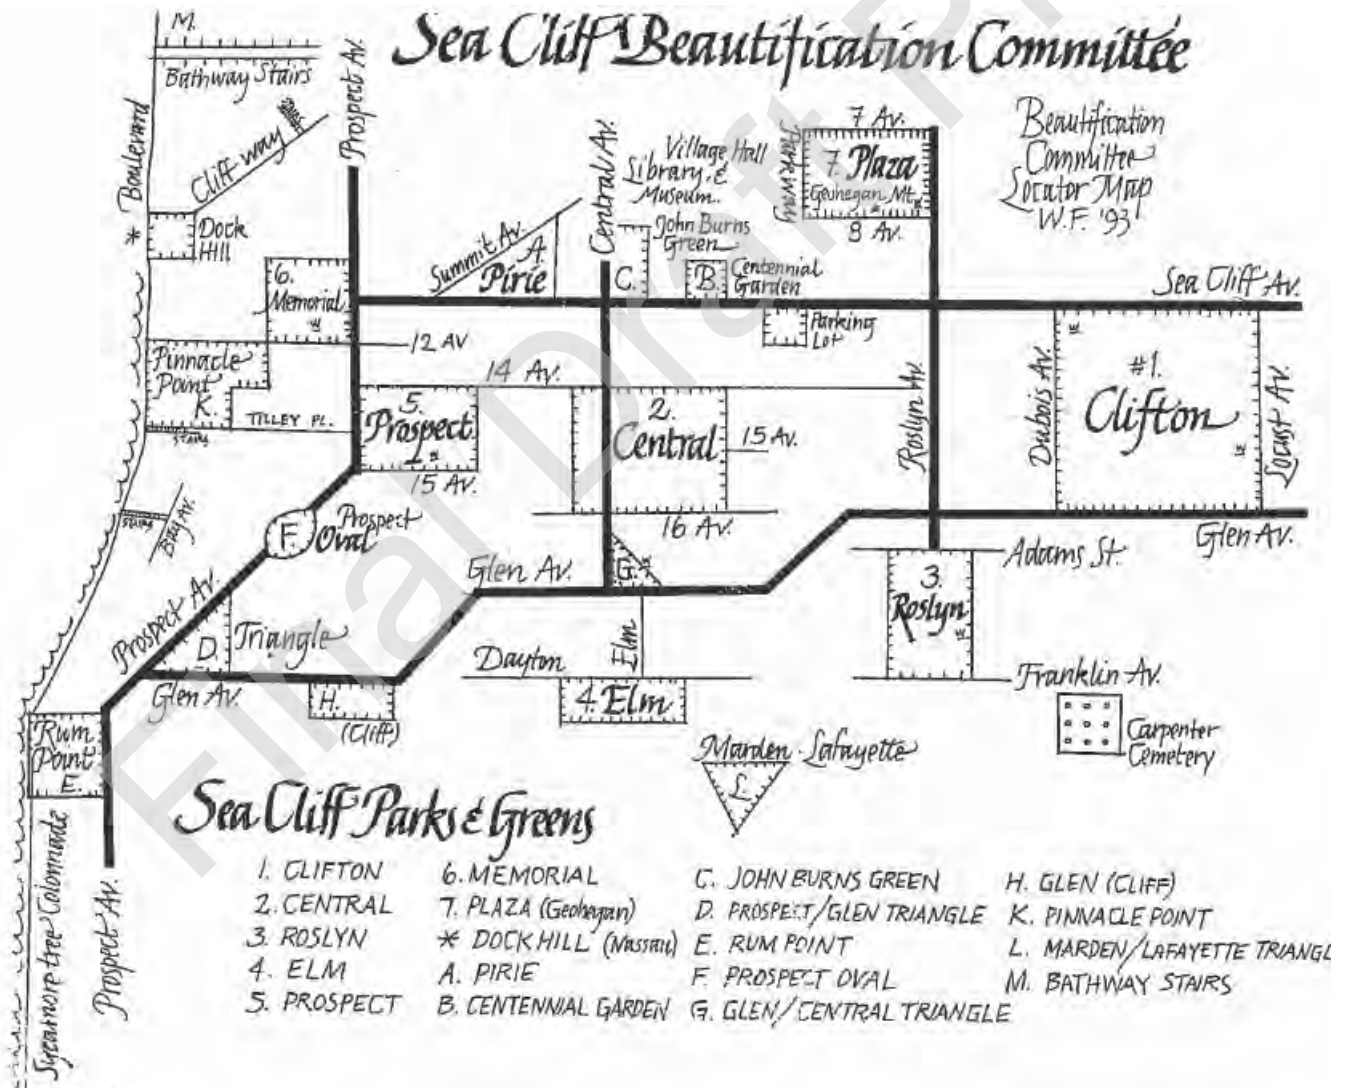 M.
Sea Cliff Beautification Committee
Bathway Stairs
Prospect Av.
Boulevard
*
Cliff way
STAIRS
Dock
Hill
Beautification
Committee
Locator Map
W.F. '93
7 Av.
Parkway
7. Plaza
Geohegan Mt.
8 Av.
Central Av.
Village Hall
Library &
Museum
John Burns
Green
C.
B.
Centennial
Garden
Summit Av.
A.
Pirie
6.
Memorial
Sea Cliff Av.
Parking
Lot
12 AV
Pinnacle
Point
K.
TILLEY PL.
STAIRS
14 Av.
5.
Prospect
15 Av.
2.
Central
15 Av.
16 Av.
Roslyn Av.
Dubois Av.
#1.
Clifton
Locust Av.
Glen Av.
STAIRS
Bay Av.
F.
Prospect
Oval
Glen Av.
G.
Adams St.
3.
Roslyn
Prospect Av.
D.
Triangle
Elm
Dayton
4. Elm
Franklin Av.
Glen Av.
H.
(Cliff)
Carpenter
Cemetery
Rum
Point
E.
Marden - Lafayette
L.
Sycamore tree Colonnade
Prospect Av.
Sea Cliff Parks & Greens
1. CLIFTON
2. CENTRAL
3. ROSLYN
4. ELM
5. PROSPECT
6. MEMORIAL
7. PLAZA (Geohegan)
* DOCK HILL (Nassau)
A. PIRIE
B. CENTENNIAL GARDEN
C. JOHN BURNS GREEN
D. PROSPECT/GLEN TRIANGLE
E. RUM POINT
F. PROSPECT OVAL
G. GLEN/CENTRAL TRIANGLE
H. GLEN (CLIFF)
K. PINNACLE POINT
L. MARDEN/LAFAYETTE TRIANGL
M. BATHWAY STAIRS
Final Draft Pr